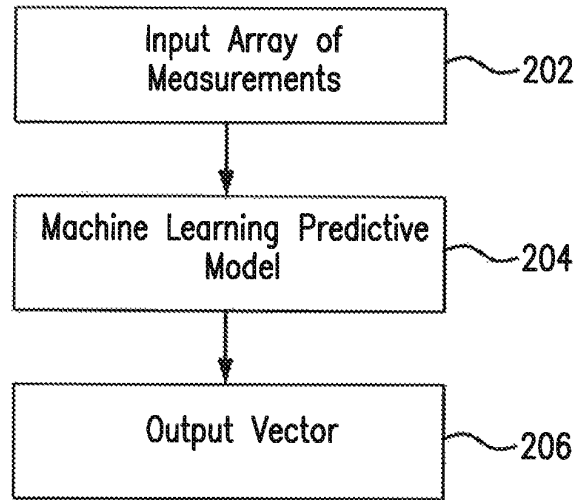 Input Array of
Measurements
202
Machine Learning Predictive
Model
204
Output Vector
206